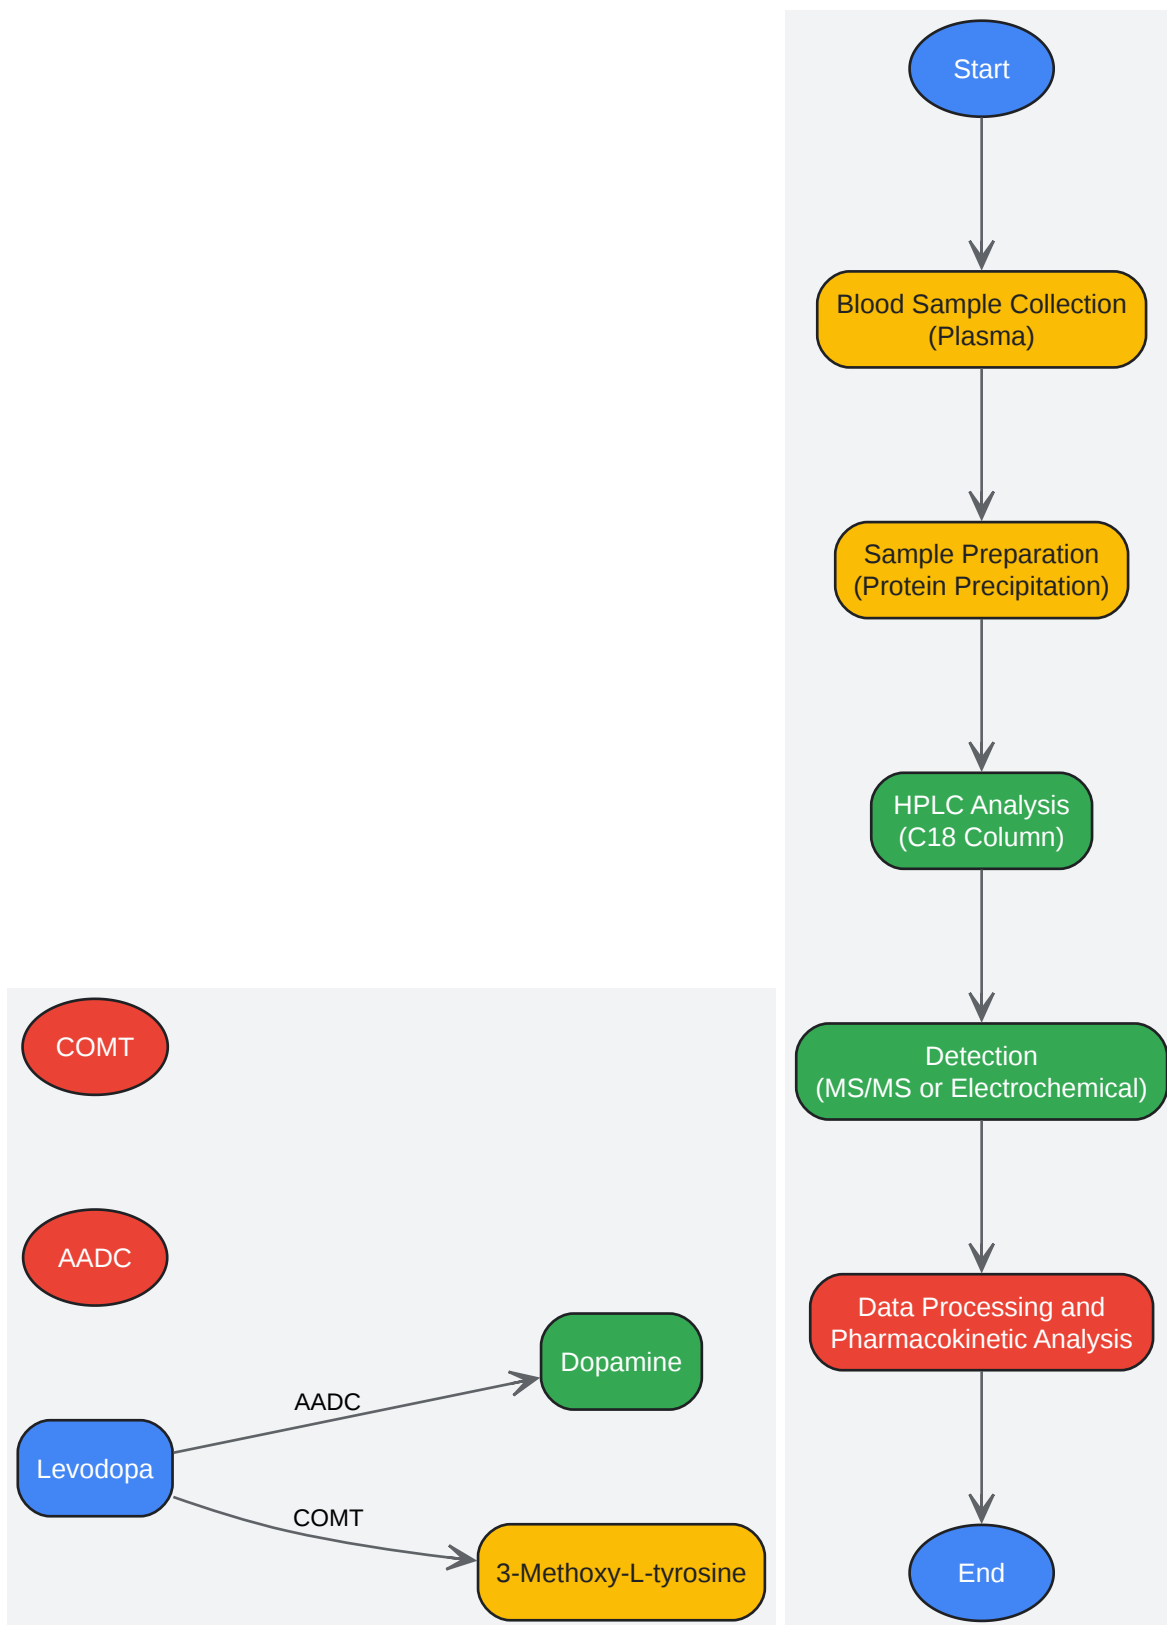 Start
Blood Sample Collection
(Plasma)
Sample Preparation
(Protein Precipitation)
HPLC Analysis
(C18 Column)
Detection
(MS/MS or Electrochemical)
Data Processing and
Pharmacokinetic Analysis
End
COMT
AADC
Levodopa
AADC
Dopamine
COMT
3-Methoxy-L-tyrosine